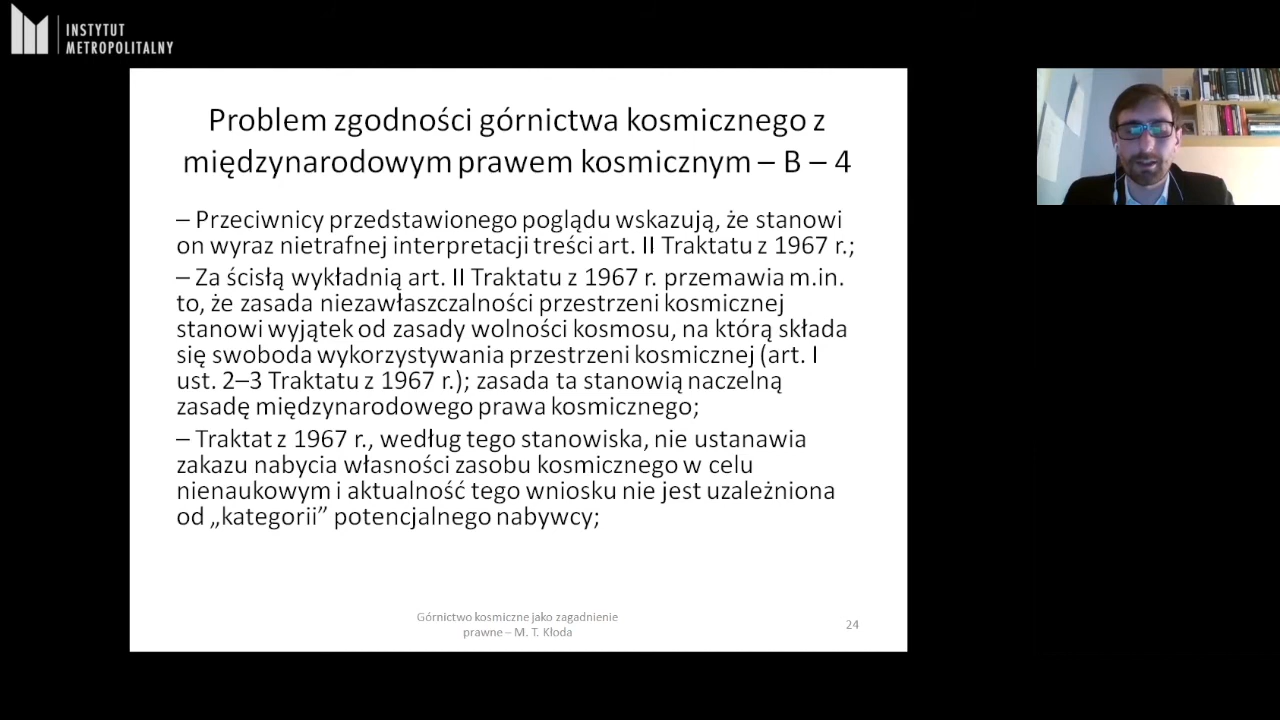 INSTYTUT
METROPOLITALNY
Problem zgodności górnictwa kosmicznego z
międzynarodowym prawem kosmicznym – B – 4
– Przeciwnicy przedstawionego poglądu wskazują, że stanowi
on wyraz nietrafnej interpretacji treści art. II Traktatu z 1967 r.;
– Za ścisłą wykładnią art. II Traktatu z 1967 r. przemawia m.in.
to, że zasada niezawłaszczalności przestrzeni kosmicznej
stanowi wyjątek od zasady wolności kosmosu, na którą składa
się swoboda wykorzystywania przestrzeni kosmicznej (art. I
ust. 2–3 Traktatu z 1967 r.); zasada ta stanowią naczelną
zasadę międzynarodowego prawa kosmicznego;
– Traktat z 1967 r., według tego stanowiska, nie ustanawia
zakazu nabycia własności zasobu kosmicznego w celu
nienaukowym i aktualność tego wniosku nie jest uzależniona
od „kategorii” potencjalnego nabywcy;
Górnictwo kosmiczne jako zagadnienie
prawne – M. T. Kłoda
24